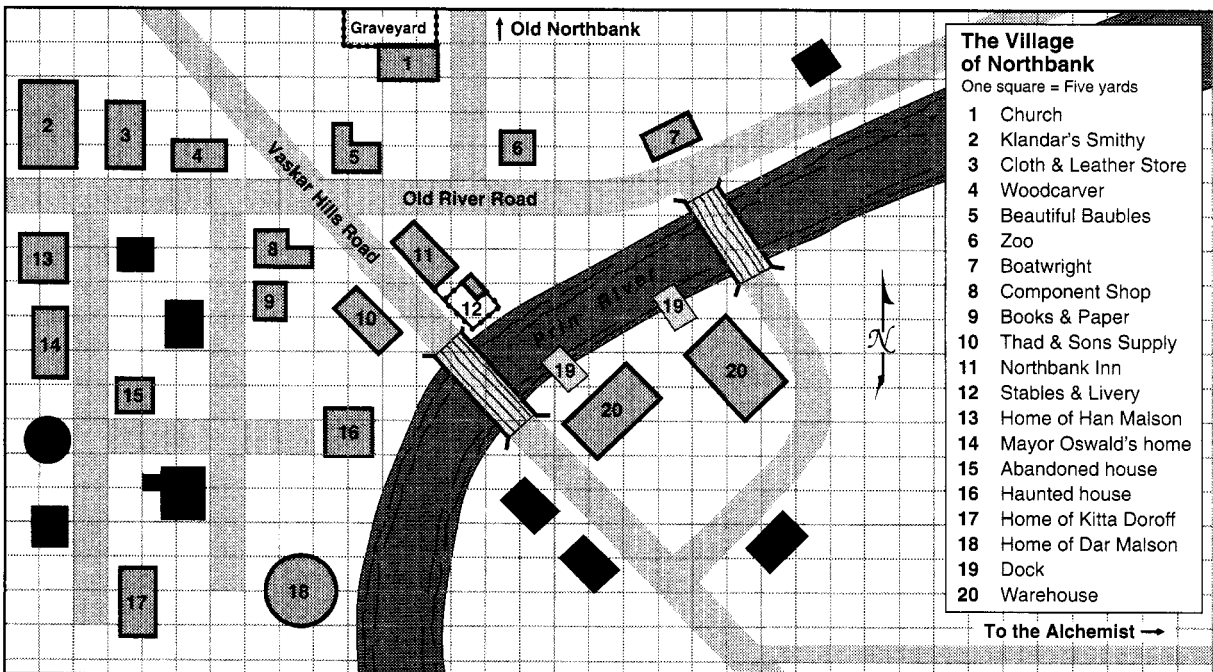 Graveyard
↑ Old Northbank
1
2
3
4
5
6
7
Vaskar Hills Road
Old River Road
8
9
10
11
12
13
14
15
16
17
18
Prin River
19
19
20
20
N
The Village
of Northbank
One square = Five yards
1 Church
2 Klandar's Smithy
3 Cloth & Leather Store
4 Woodcarver
5 Beautiful Baubles
6 Zoo
7 Boatwright
8 Component Shop
9 Books & Paper
10 Thad & Sons Supply
11 Northbank Inn
12 Stables & Livery
13 Home of Han Malson
14 Mayor Oswald's home
15 Abandoned house
16 Haunted house
17 Home of Kitta Doroff
18 Home of Dar Malson
19 Dock
20 Warehouse
To the Alchemist →